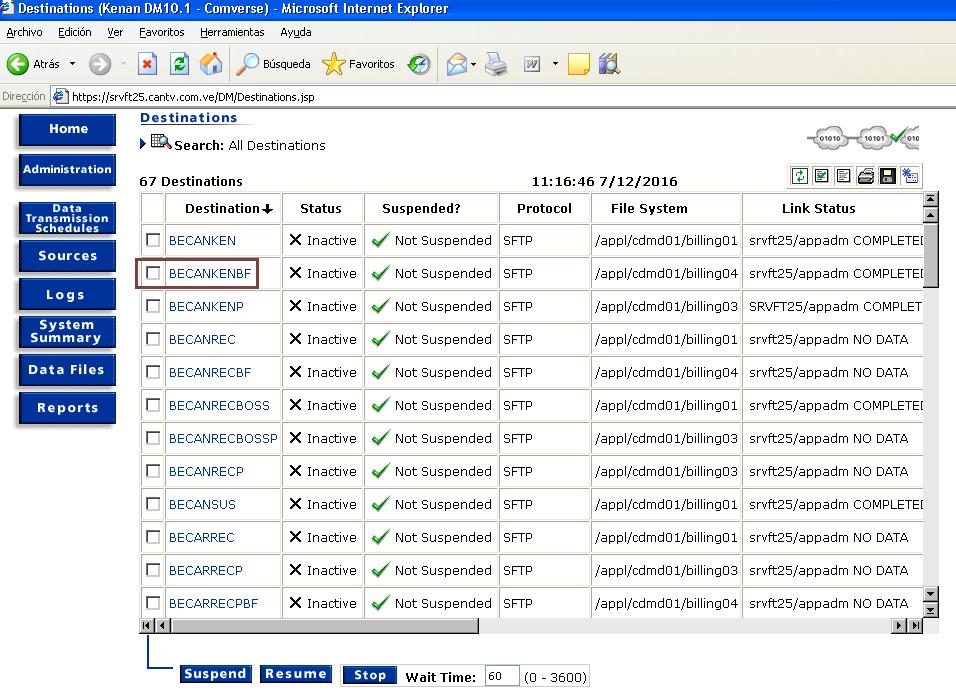 Destinations (Kenan DM10.1 - Comverse) - Microsoft Internet Explorer
Archivo Edición Ver Favoritos Herramientas Ayuda
Atrás Búsqueda Favoritos
Dirección https://srvft25.cantv.com.ve/DM/Destinations.jsp
Home
Administration
Data Transmission Schedules
Sources
Logs
System Summary
Data Files
Reports
Destinations
Search: All Destinations
01010 10101 010
67 Destinations 11:16:46 7/12/2016
Destination Status Suspended? Protocol File System Link Status
BECANKEN Inactive Not Suspended SFTP /appl/cdmd01/billing01 srvft25/appadm COMPLETED
BECANKENBF Inactive Not Suspended SFTP /appl/cdmd01/billing04 srvft25/appadm COMPLETED
BECANKENP Inactive Not Suspended SFTP /appl/cdmd01/billing03 SRVFT25/appadm COMPLET
BECANREC Inactive Not Suspended SFTP /appl/cdmd01/billing01 srvft25/appadm NO DATA
BECANRECBF Inactive Not Suspended SFTP /appl/cdmd01/billing04 srvft25/appadm NO DATA
BECANRECBOSS Inactive Not Suspended SFTP /appl/cdmd01/billing01 srvft25/appadm COMPLETED
BECANRECBOSSP Inactive Not Suspended SFTP /appl/cdmd01/billing03 srvft25/appadm NO DATA
BECANRECP Inactive Not Suspended SFTP /appl/cdmd01/billing03 srvft25/appadm NO DATA
BECANSUS Inactive Not Suspended SFTP /appl/cdmd01/billing01 srvft25/appadm COMPLETED
BECARREC Inactive Not Suspended SFTP /appl/cdmd01/billing01 srvft25/appadm NO DATA
BECARRECP Inactive Not Suspended SFTP /appl/cdmd01/billing03 srvft25/appadm NO DATA
BECARRECPBF Inactive Not Suspended SFTP /appl/cdmd01/billing04 srvft25/appadm NO DATA
Suspend Resume Stop Wait Time: 60 (0 - 3600)